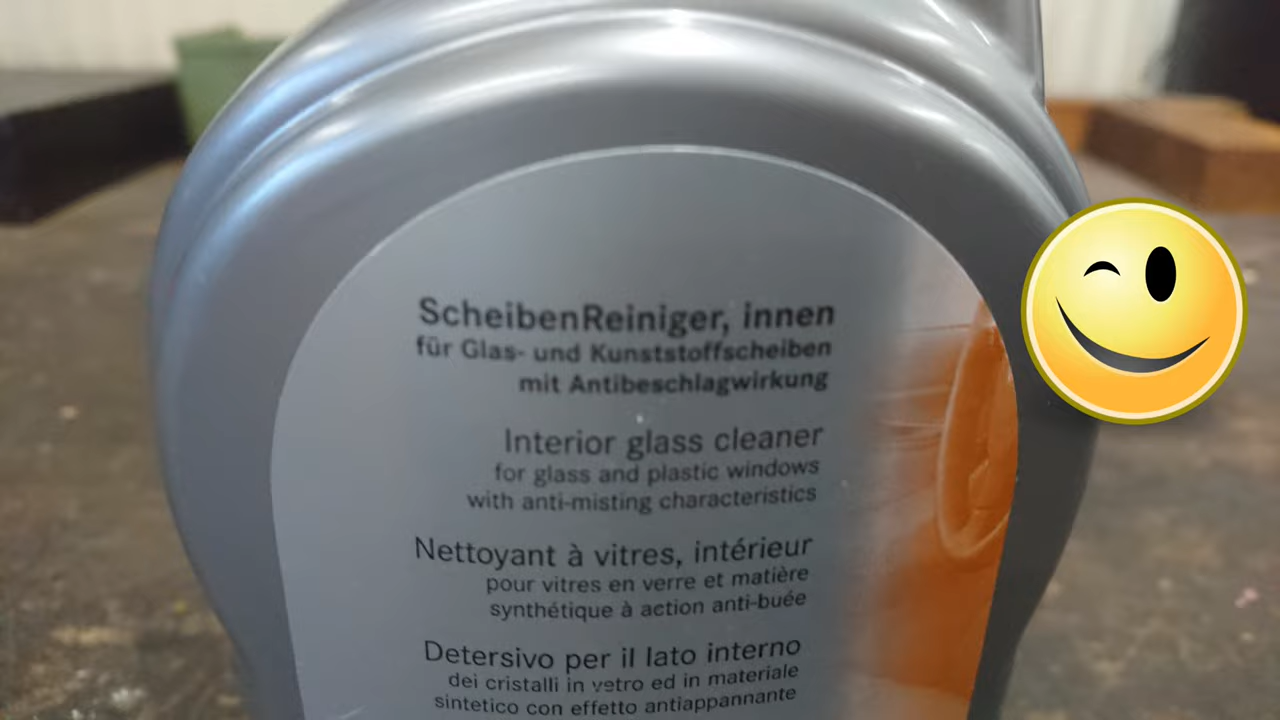 ScheibenReiniger, innen
für Glas- und Kunststoffscheiben
mit Antibeschlagwirkung
Interior glass cleaner
for glass and plastic windows
with anti-misting characteristics
Nettoyant à vitres, intérieur
pour vitres en verre et matière
synthétique à action anti-buée
Detersivo per il lato interno
dei cristalli in vetro ed in materiale
sintetico con effetto antiappannante